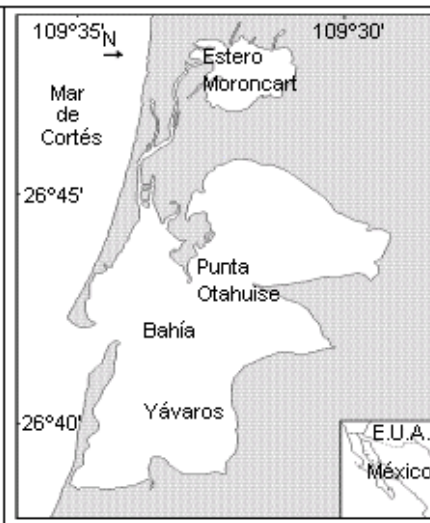 109°35'
109°30'
N
Estero
Moroncart
Mar
de
Cortés
26°45'
Punta
Otahuise
Bahía
Yávaros
26°40'
E.U.A.
México